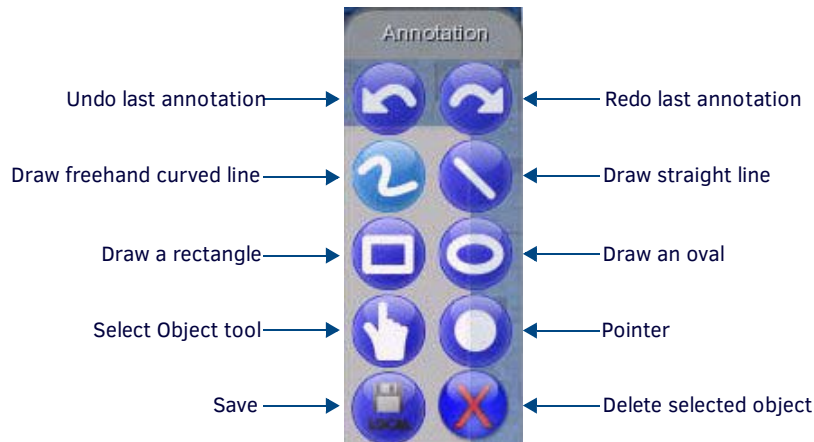 Annotation
Undo last annotation
Redo last annotation
Draw freehand curved line
Draw straight line
Draw a rectangle
Draw an oval
Select Object tool
Pointer
Save
LOCAL
Delete selected object